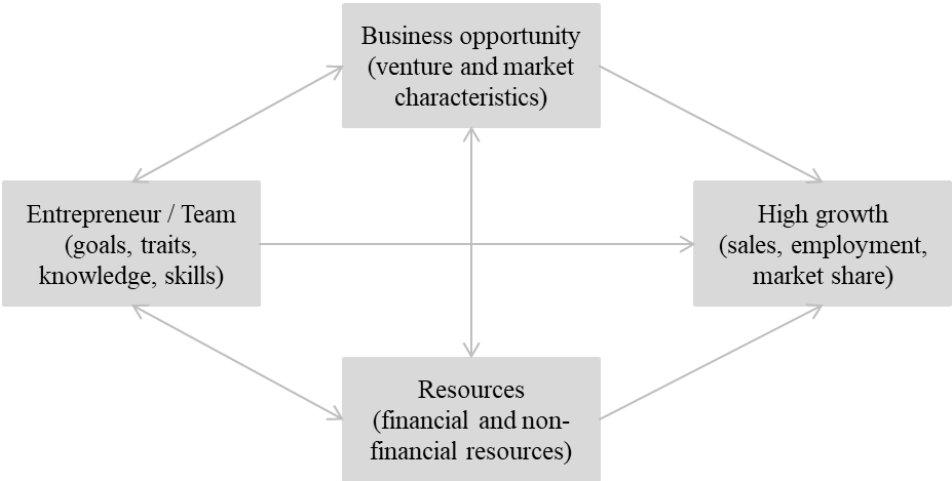 Business opportunity
(venture and market
characteristics)
Entrepreneur / Team
(goals, traits,
knowledge, skills)
High growth
(sales, employment,
market share)
Resources
(financial and non-
financial resources)